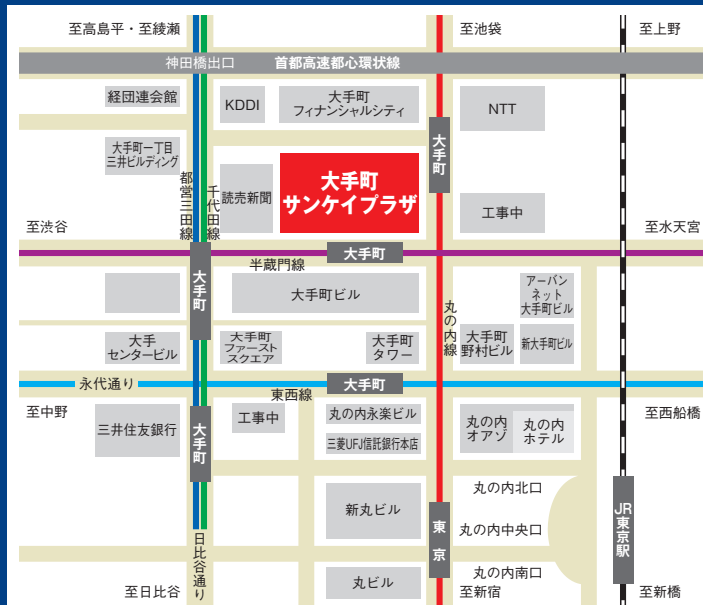 至高島平・至綾瀬
至池袋
至上野
神田橋出口
首都高速都心環状線
経団連会館
KDDI
大手町
フィナンシャルシティ
NTT
大手町
大手町一丁目
三井ビルディング
都営三田線
千代田線
読売新聞
大手町
サンケイプラザ
工事中
至渋谷
至水天宮
大手町
半蔵門線
大手町
大手町ビル
丸の内線
アーバン
ネット
大手町ビル
大手
センタービル
大手町
ファースト
スクエア
大手町
タワー
大手町
野村ビル
新大手町ビル
永代通り
大手町
東西線
至中野
至西船橋
三井住友銀行
大手町
工事中
丸の内永楽ビル
三菱UFJ信託銀行本店
丸の内
オアゾ
丸の内
ホテル
新丸ビル
丸の内北口
丸の内中央口
丸の内南口
東京
JR東京駅
日比谷通り
丸ビル
至日比谷
至新宿
至新橋